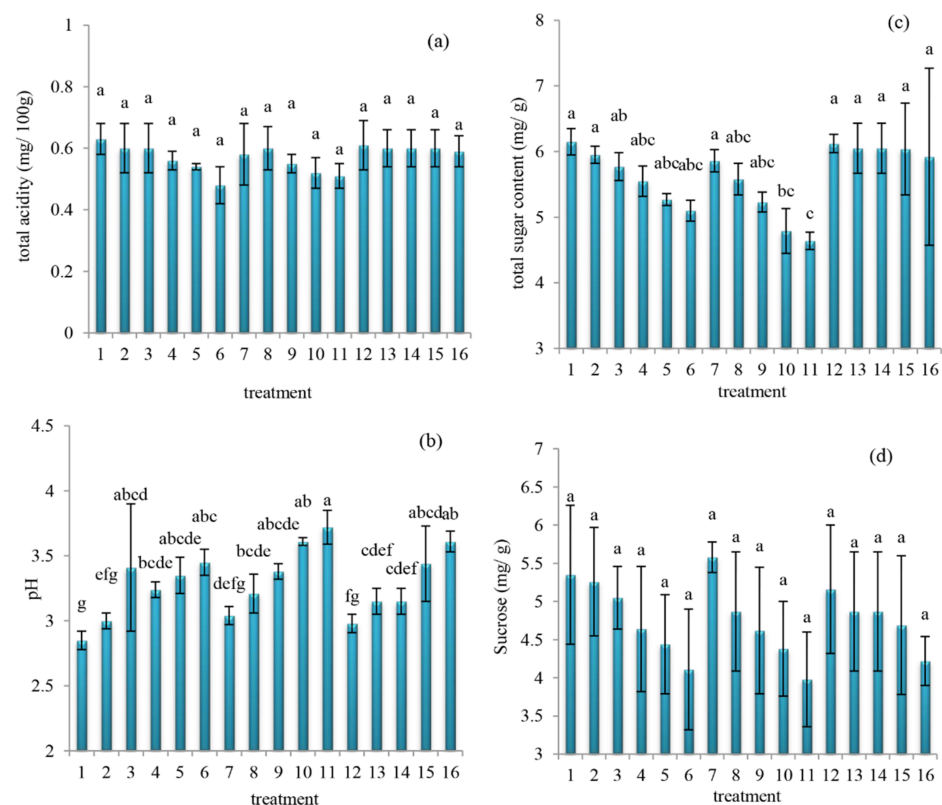 (a)
total acidity (mg/ 100g)
1
0.8
0.6
0.4
0.2
0
a a a a a a a a a a a a a a a a
1 2 3 4 5 6 7 8 9 10 11 12 13 14 15 16
treatment
(c)
total sugar content (mg/ g)
8
7
6
5
4
3
a a ab abc abc abc a abc abc bc c a a a a a
1 2 3 4 5 6 7 8 9 10 11 12 13 14 15 16
treatment
(b)
pH
4.5
4
3.5
3
2.5
2
g efg abcd bcde abcde abc defg bcde abcde ab a fg cdef cdef abcd ab
1 2 3 4 5 6 7 8 9 10 11 12 13 14 15 16
treatment
(d)
Sucrose (mg/ g)
7
6.5
6
5.5
5
4.5
4
3.5
3
a a a a a a a a a a a a a a a a
1 2 3 4 5 6 7 8 9 10 11 12 13 14 15 16
treatment